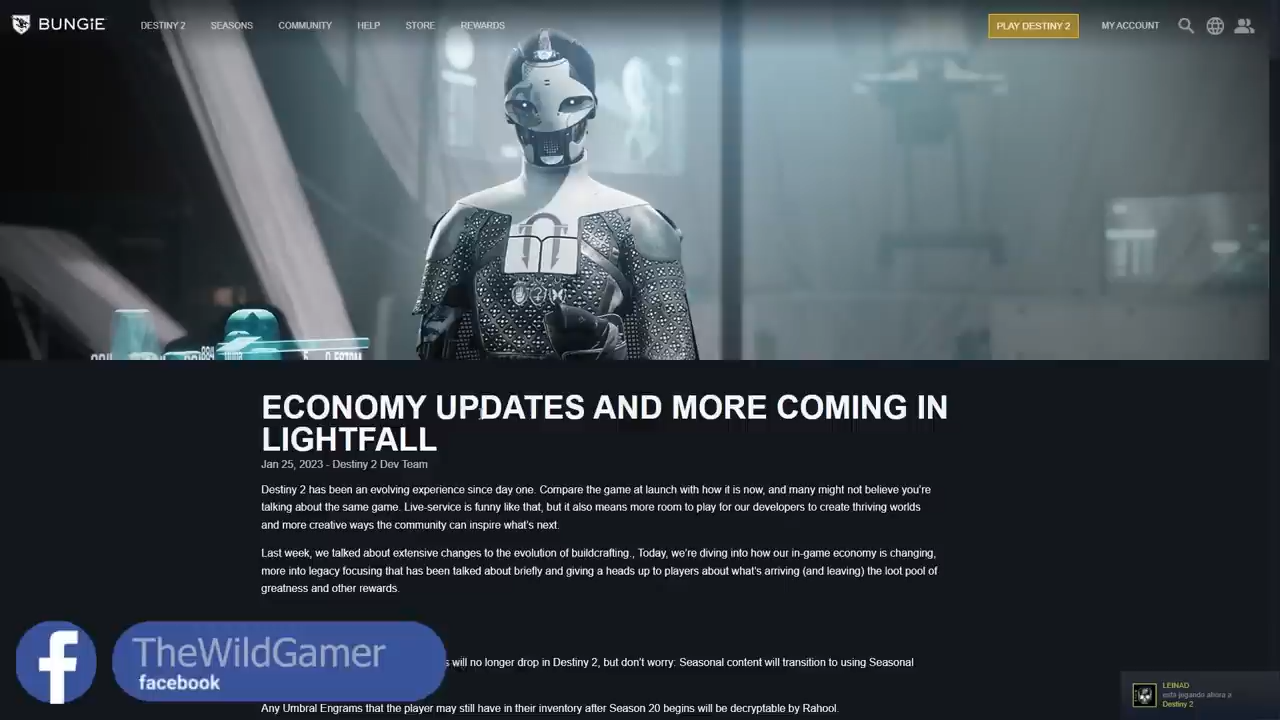 BUNGiE
DESTINY 2 SEASONS COMMUNITY HELP STORE REWARDS
PLAY DESTINY 2 MY ACCOUNT
ECONOMY UPDATES AND MORE COMING IN
LIGHTFALL
Jan 25, 2023 - Destiny 2 Dev Team
Destiny 2 has been an evolving experience since day one. Compare the game at launch with how it is now, and many might not believe you're
talking about the same game. Live-service is funny like that, but it also means more room to play for our developers to create thriving worlds
and more creative ways the community can inspire what's next.
Last week, we talked about extensive changes to the evolution of buildcrafting., Today, we're diving into how our in-game economy is changing,
more into legacy focusing that has been talked about briefly and giving a heads up to players about what's arriving (and leaving) the loot pool of
greatness and other rewards.
will no longer drop in Destiny 2, but don't worry: Seasonal content will transition to using Seasonal
Any Umbral Engrams that the player may still have in their inventory after Season 20 begins will be decryptable by Rahool.
TheWildGamer
facebook
LEINAD
está jugando ahora a
Destiny 2